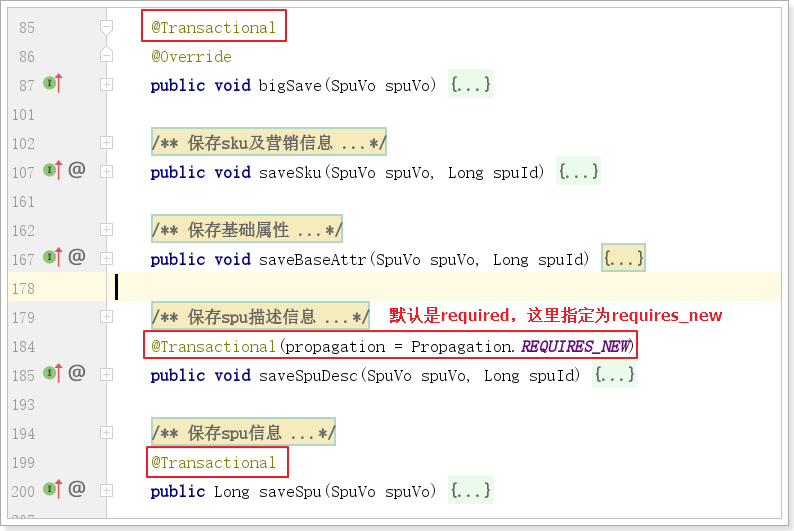 85 @Transactional
86 @Override
87 public void bigSave(SpuVo spuVo) {...}
101
102 /** 保存sku及营销信息 ...*/
107 @ public void saveSku(SpuVo spuVo, Long spuId) {...}
161
162 /** 保存基础属性 ...*/
167 @ public void saveBaseAttr(SpuVo spuVo, Long spuId) {...}
178
179 /** 保存spu描述信息 ...*/ 默认是required，这里指定为requires_new
184 @Transactional(propagation = Propagation.REQUIRES_NEW)
185 @ public void saveSpuDesc(SpuVo spuVo, Long spuId) {...}
193
194 /** 保存spu信息 ...*/
199 @Transactional
200 @ public Long saveSpu(SpuVo spuVo) {...}